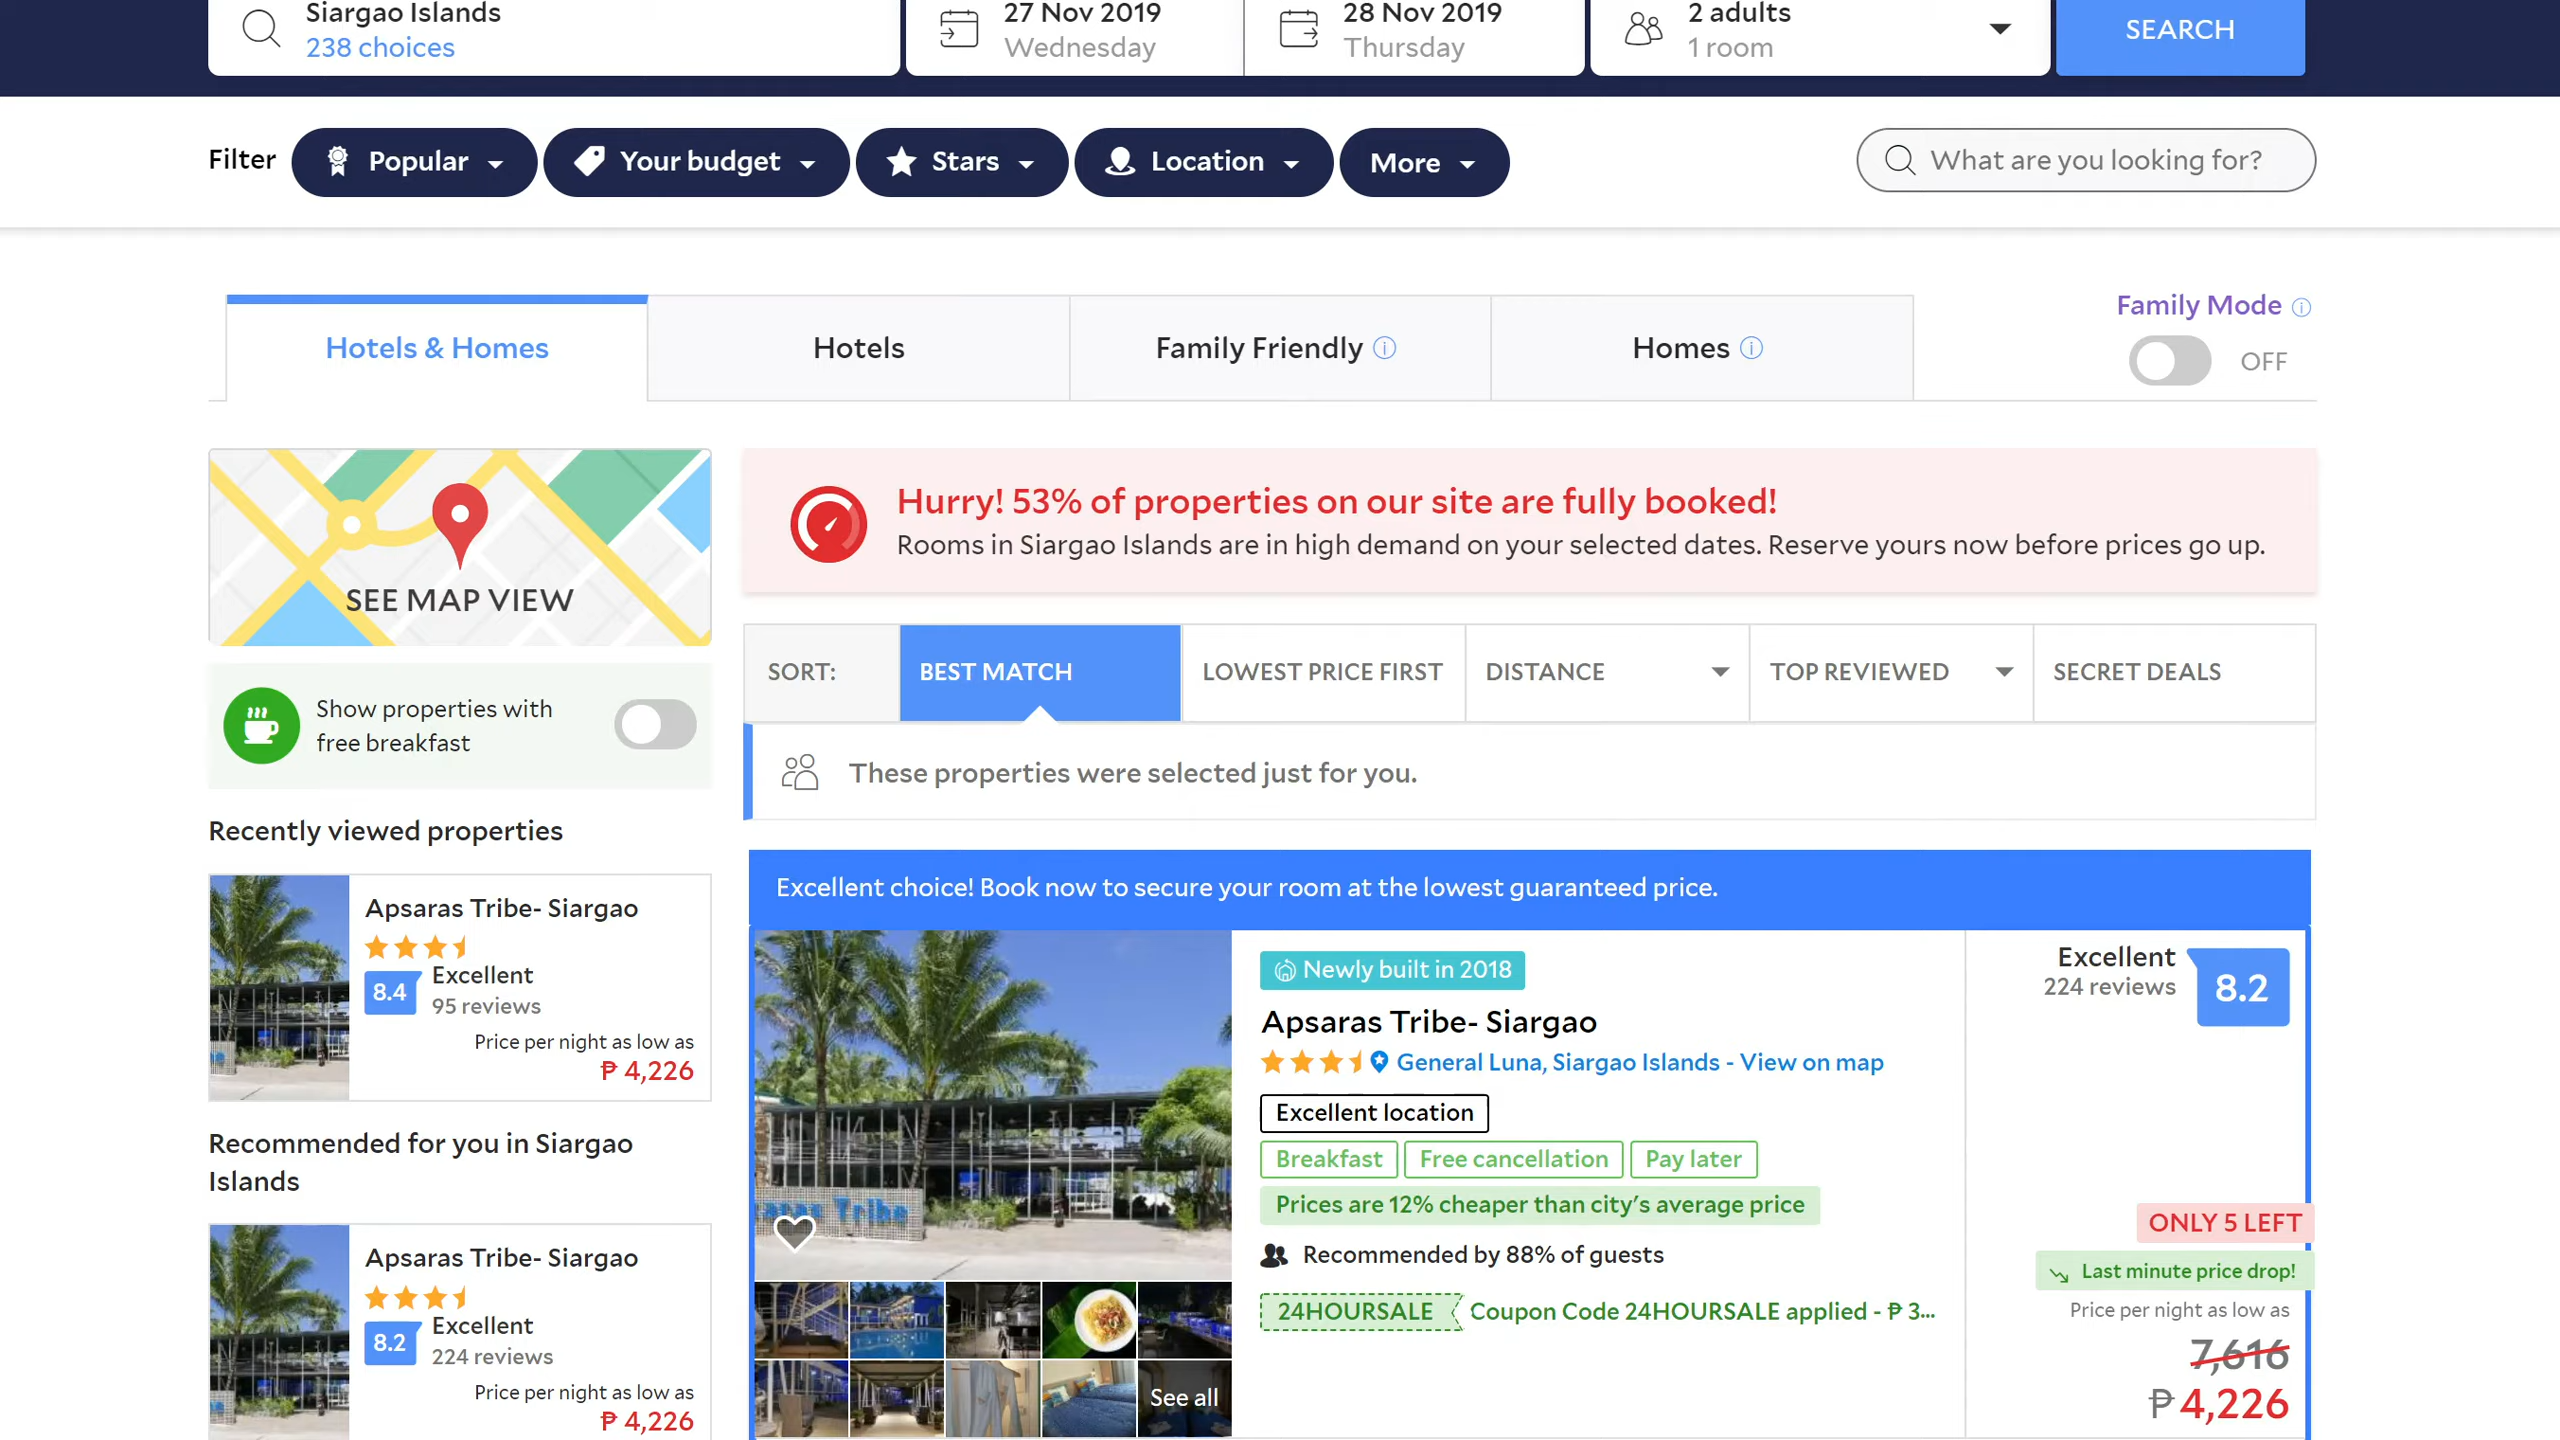 Siargao Islands
238 choices
27 Nov 2019
Wednesday
28 Nov 2019
Thursday
2 adults
1 room
SEARCH
Filter
Popular
Your budget
Stars
Location
More
What are you looking for?
Hotels & Homes
Hotels
Family Friendly
Homes
Family Mode
OFF
SEE MAP VIEW
Show properties with
free breakfast
Recently viewed properties
Apsaras Tribe- Siargao
8.4
Excellent
95 reviews
Price per night as low as
₱ 4,226
Recommended for you in Siargao
Islands
Apsaras Tribe- Siargao
8.2
Excellent
224 reviews
Price per night as low as
₱ 4,226
Hurry! 53% of properties on our site are fully booked!
Rooms in Siargao Islands are in high demand on your selected dates. Reserve yours now before prices go up.
SORT:
BEST MATCH
LOWEST PRICE FIRST
DISTANCE
TOP REVIEWED
SECRET DEALS
These properties were selected just for you.
Excellent choice! Book now to secure your room at the lowest guaranteed price.
Tribe
See all
Newly built in 2018
Apsaras Tribe- Siargao
General Luna, Siargao Islands - View on map
Excellent location
Breakfast
Free cancellation
Pay later
Prices are 12% cheaper than city's average price
Recommended by 88% of guests
24HOURSALE
Coupon Code 24HOURSALE applied - ₱ 3...
Excellent
224 reviews
8.2
ONLY 5 LEFT
Last minute price drop!
Price per night as low as
7,616
₱ 4,226